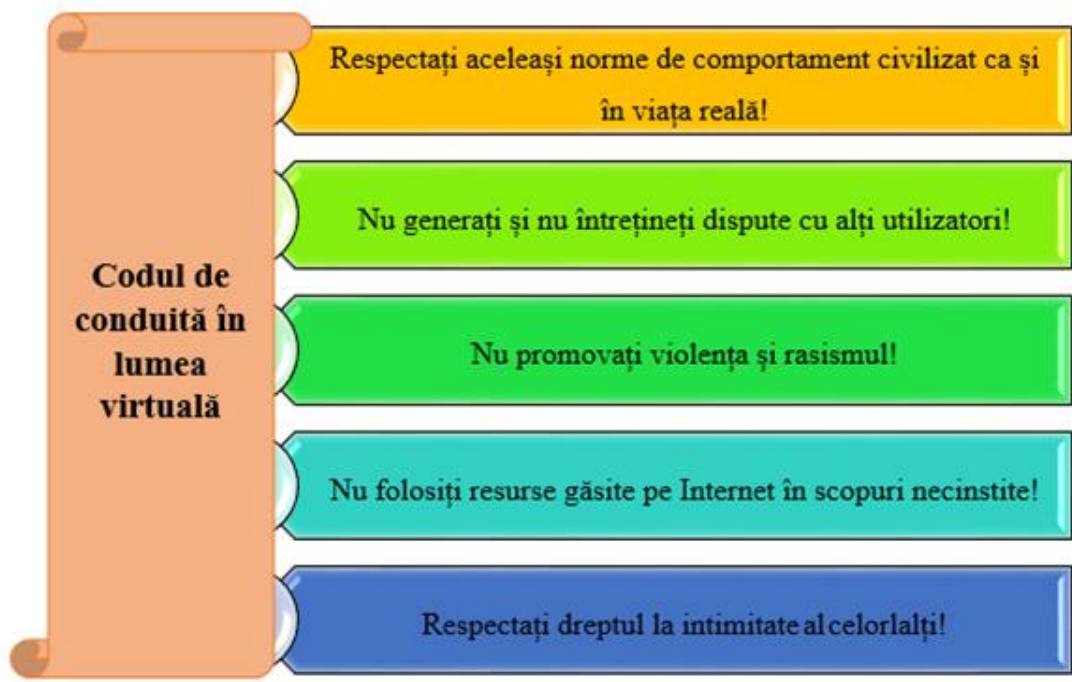 Codul de
conduită în
lumea
virtuală
Respectați aceleași norme de comportament civilizat ca și
în viața reală!
Nu generați și nu întrețineți dispute cu alți utilizatori!
Nu promovați violența și rasismul!
Nu folosiți resurse găsite pe Internet în scopuri necinstite!
Respectați dreptul la intimitate al celorlalți!